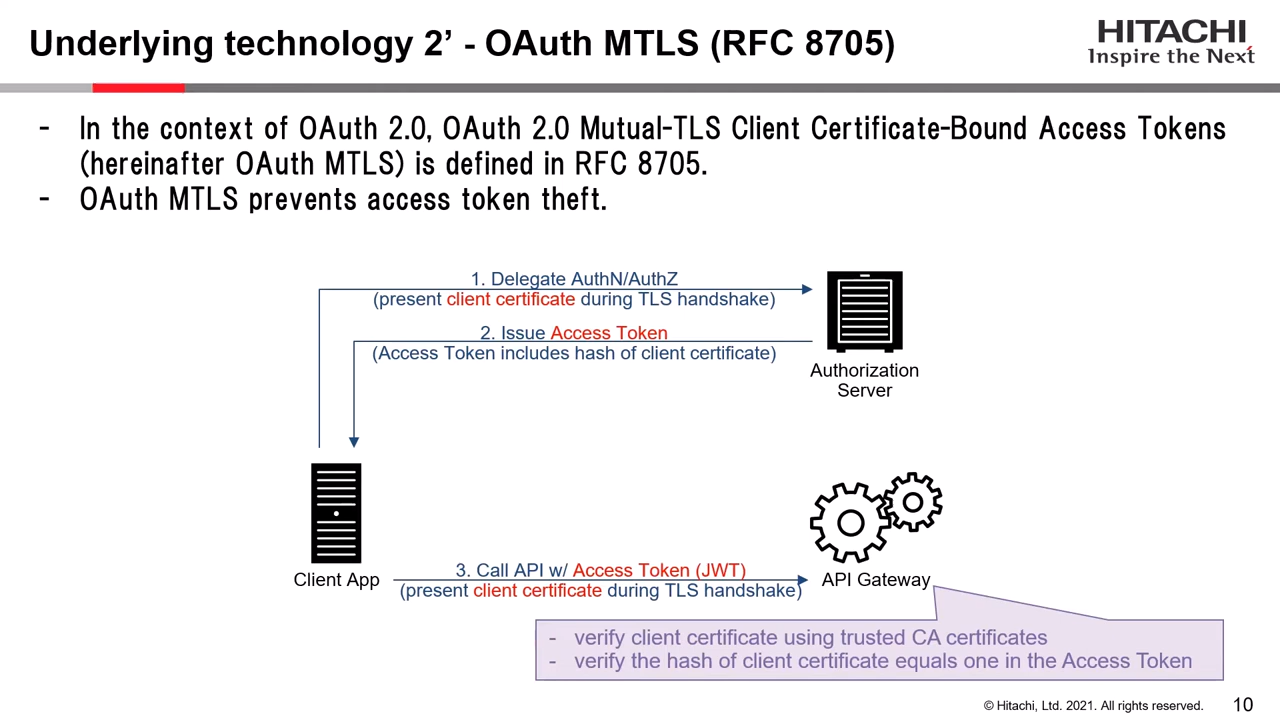 Underlying technology 2’ - OAuth MTLS (RFC 8705)
HITACHI
Inspire the Next
- In the context of OAuth 2.0, OAuth 2.0 Mutual-TLS Client Certificate-Bound Access Tokens
(hereinafter OAuth MTLS) is defined in RFC 8705.
- OAuth MTLS prevents access token theft.
1. Delegate AuthN/AuthZ
(present client certificate during TLS handshake)
2. Issue Access Token
(Access Token includes hash of client certificate)
Authorization
Server
Client App
3. Call API w/ Access Token (JWT)
(present client certificate during TLS handshake)
API Gateway
- verify client certificate using trusted CA certificates
- verify the hash of client certificate equals one in the Access Token
© Hitachi, Ltd. 2021. All rights reserved.
10